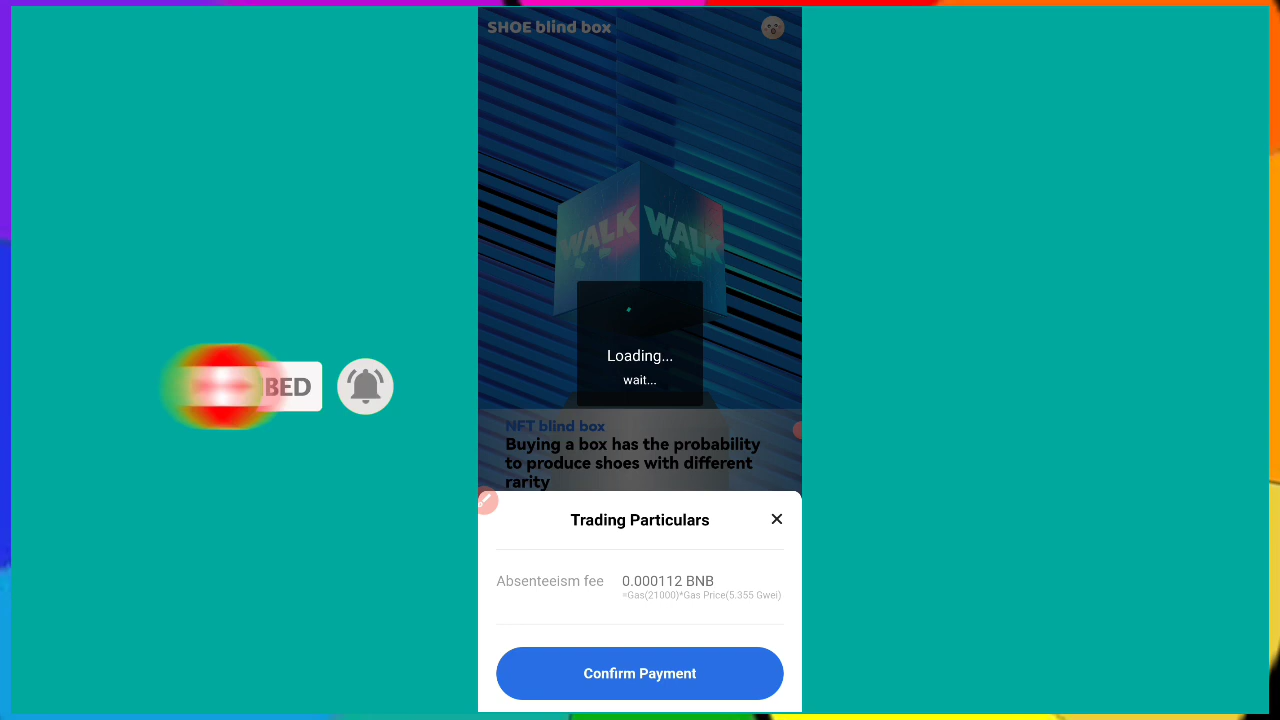 SHOE blind box
WALK WALK
Loading...
wait...
BED
NFT blind box
Buying a box has the probability
to produce shoes with different
rarity
Trading Particulars
Absenteeism fee 0.000112 BNB
=Gas(21000)*Gas Price(5.355 Gwei)
Confirm Payment